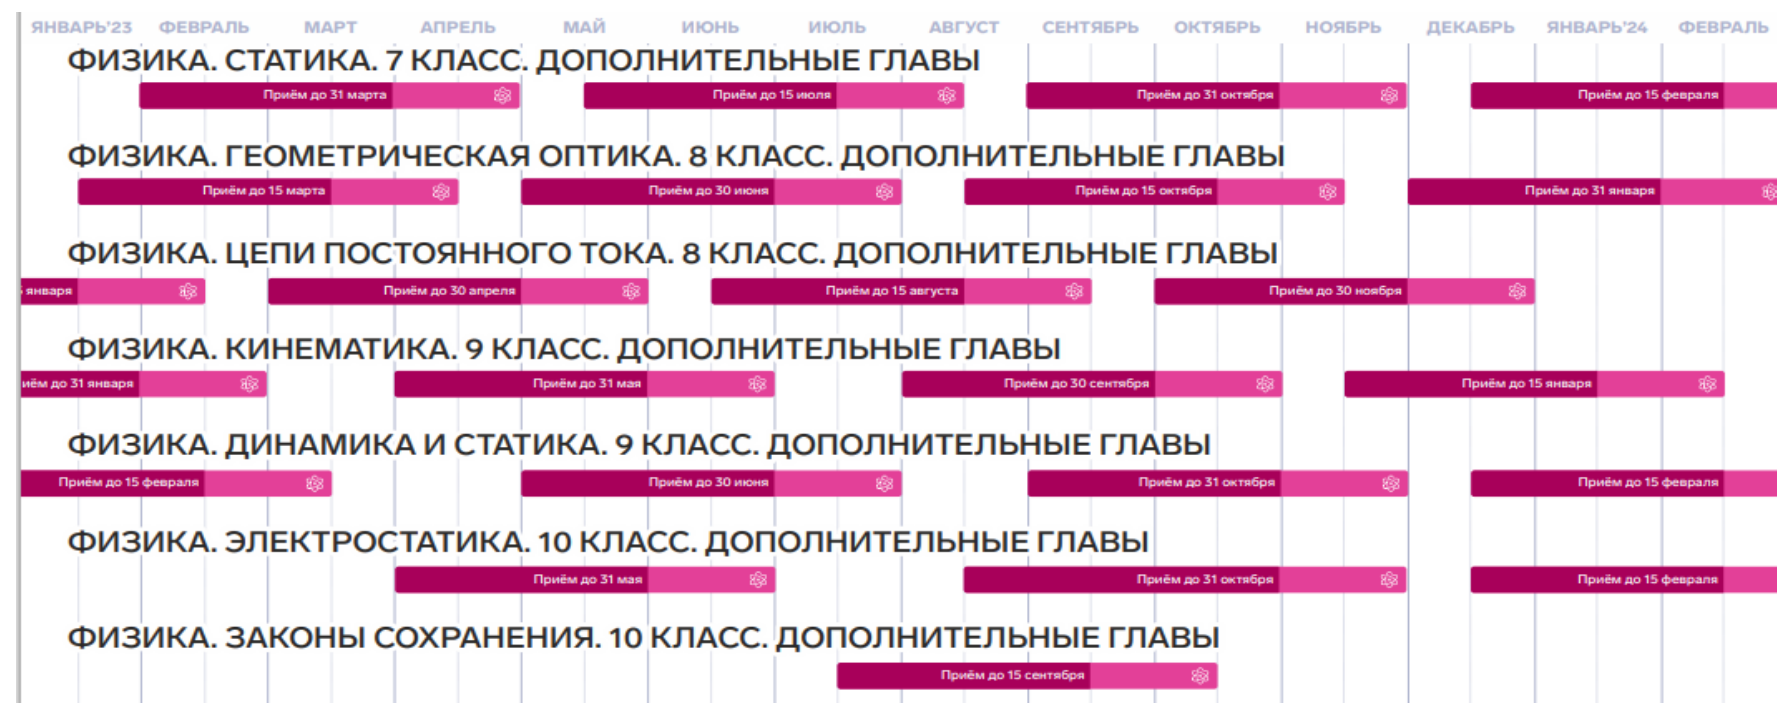 ЯНВАРЬ'23 ФЕВРАЛЬ МАРТ АПРЕЛЬ МАЙ ИЮНЬ ИЮЛЬ АВГУСТ СЕНТЯБРЬ ОКТЯБРЬ НОЯБРЬ ДЕКАБРЬ ЯНВАРЬ'24 ФЕВРАЛЬ
ФИЗИКА. СТАТИКА. 7 КЛАСС. ДОПОЛНИТЕЛЬНЫЕ ГЛАВЫ
Приём до 31 марта Приём до 15 июля Приём до 31 октября Приём до 15 февраля
ФИЗИКА. ГЕОМЕТРИЧЕСКАЯ ОПТИКА. 8 КЛАСС. ДОПОЛНИТЕЛЬНЫЕ ГЛАВЫ
Приём до 15 марта Приём до 30 июня Приём до 15 октября Приём до 31 января
ФИЗИКА. ЦЕПИ ПОСТОЯННОГО ТОКА. 8 КЛАСС. ДОПОЛНИТЕЛЬНЫЕ ГЛАВЫ
января Приём до 30 апреля Приём до 15 августа Приём до 30 ноября
ФИЗИКА. КИНЕМАТИКА. 9 КЛАСС. ДОПОЛНИТЕЛЬНЫЕ ГЛАВЫ
иём до 31 января Приём до 31 мая Приём до 30 сентября Приём до 15 января
ФИЗИКА. ДИНАМИКА И СТАТИКА. 9 КЛАСС. ДОПОЛНИТЕЛЬНЫЕ ГЛАВЫ
Приём до 15 февраля Приём до 30 июня Приём до 31 октября Приём до 15 февраля
ФИЗИКА. ЭЛЕКТРОСТАТИКА. 10 КЛАСС. ДОПОЛНИТЕЛЬНЫЕ ГЛАВЫ
Приём до 31 мая Приём до 31 октября Приём до 15 февраля
ФИЗИКА. ЗАКОНЫ СОХРАНЕНИЯ. 10 КЛАСС. ДОПОЛНИТЕЛЬНЫЕ ГЛАВЫ
Приём до 15 сентября